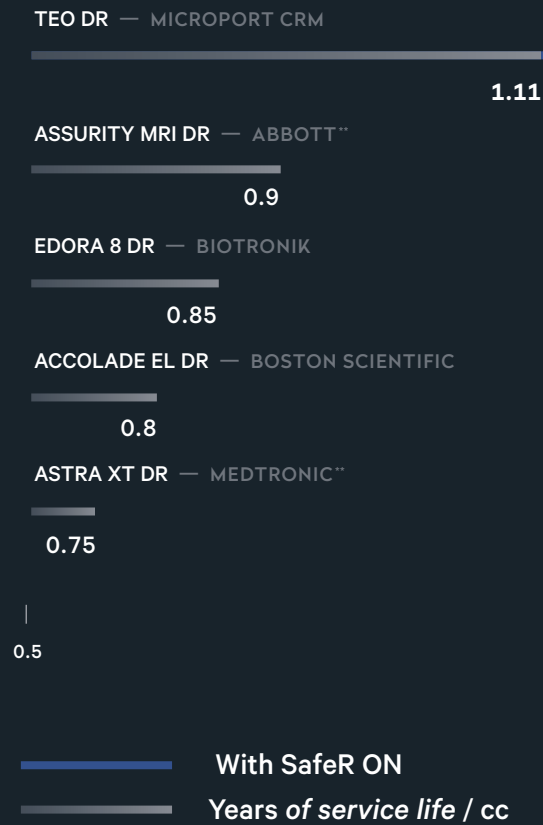 TEO DR — MICROPORT CRM
1.11
ASSURITY MRI DR — ABBOTT**
0.9
EDORA 8 DR — BIOTRONIK
0.85
ACCOLADE EL DR — BOSTON SCIENTIFIC
0.8
ASTRA XT DR — MEDTRONIC**
0.75
0.5
With SafeR ON
Years of service life / cc